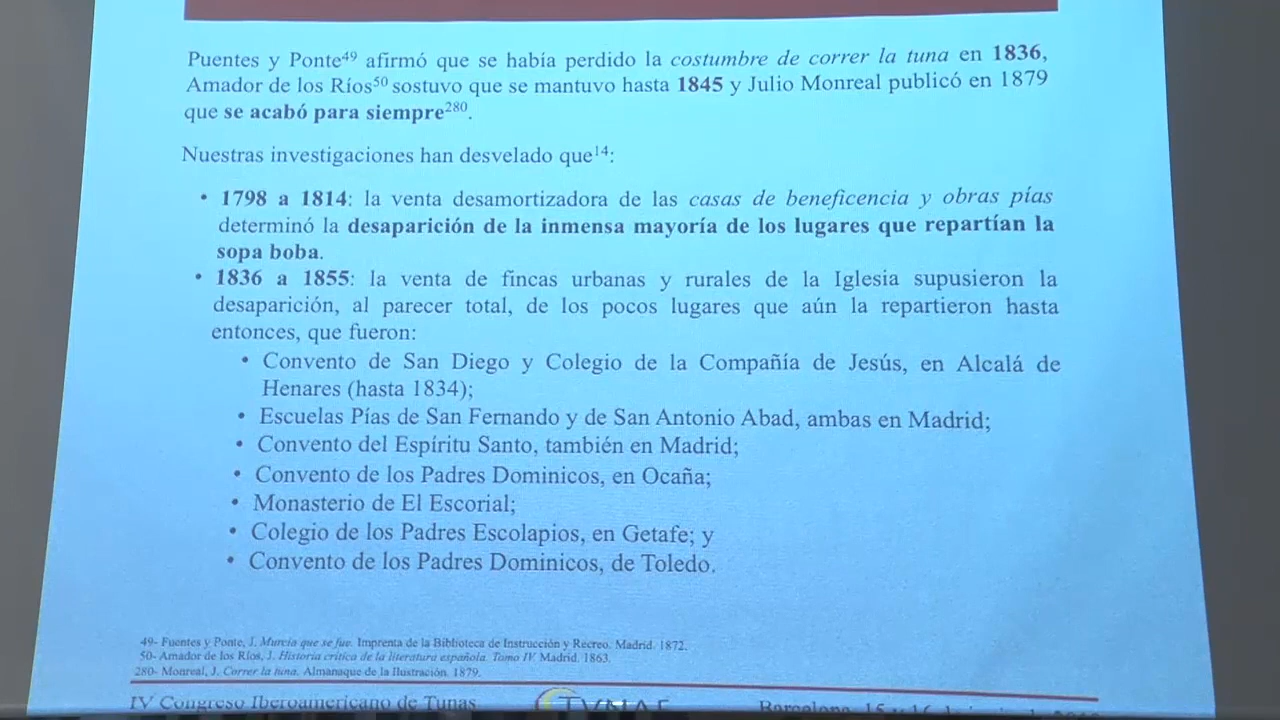 Puentes y Ponte⁴⁹ afirmó que se había perdido la costumbre de correr la tuna en 1836,
Amador de los Ríos⁵⁰ sostuvo que se mantuvo hasta 1845 y Julio Monreal publicó en 1879
que se acabó para siempre²⁸⁰.
Nuestras investigaciones han desvelado que¹⁴:
• 1798 a 1814: la venta desamortizadora de las casas de beneficencia y obras pías
determinó la desaparición de la inmensa mayoría de los lugares que repartían la
sopa boba.
• 1836 a 1855: la venta de fincas urbanas y rurales de la Iglesia supusieron la
desaparición, al parecer total, de los pocos lugares que aún la repartieron hasta
entonces, que fueron:
• Convento de San Diego y Colegio de la Compañía de Jesús, en Alcalá de
Henares (hasta 1834);
• Escuelas Pías de San Fernando y de San Antonio Abad, ambas en Madrid;
• Convento del Espíritu Santo, también en Madrid;
• Convento de los Padres Dominicos, en Ocaña;
• Monasterio de El Escorial;
• Colegio de los Padres Escolapios, en Getafe; y
• Convento de los Padres Dominicos, de Toledo.
49- Fuentes y Ponte, J. Murcia que se fue. Imprenta de la Biblioteca de Instrucción y Recreo. Madrid. 1872.
50- Amador de los Ríos, J. Historia crítica de la literatura española. Tomo IV. Madrid. 1863.
280- Monreal, J. Correr la tuna. Almanaque de la Ilustración. 1879.
IV Congreso Iberoamericano de Tunas
Barcelona, 15 y 16